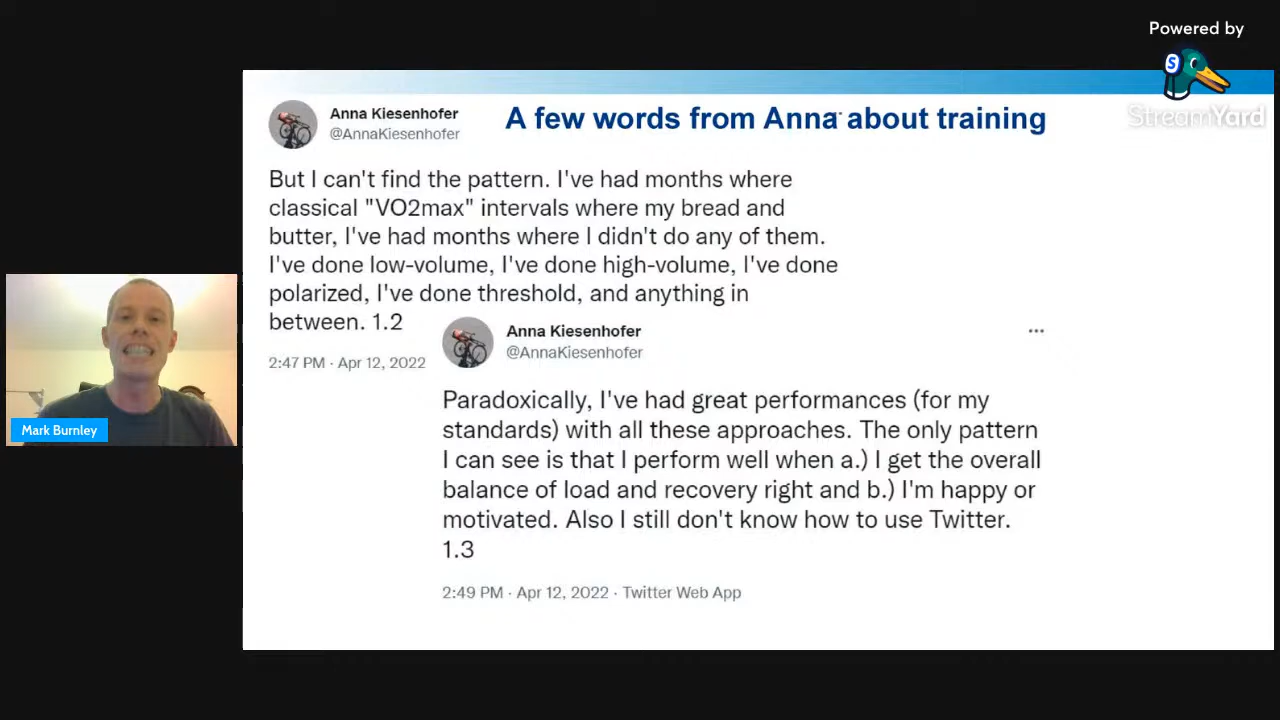 Powered by
StreamYard
A few words from Anna about training
Anna Kiesenhofer
@AnnaKiesenhofer
But I can't find the pattern. I've had months where
classical "VO2max" intervals where my bread and
butter, I've had months where I didn't do any of them.
I've done low-volume, I've done high-volume, I've done
polarized, I've done threshold, and anything in
between. 1.2
2:47 PM · Apr 12, 2022
Anna Kiesenhofer
@AnnaKiesenhofer
Paradoxically, I've had great performances (for my
standards) with all these approaches. The only pattern
I can see is that I perform well when a.) I get the overall
balance of load and recovery right and b.) I'm happy or
motivated. Also I still don't know how to use Twitter.
1.3
2:49 PM · Apr 12, 2022 · Twitter Web App
Mark Burnley